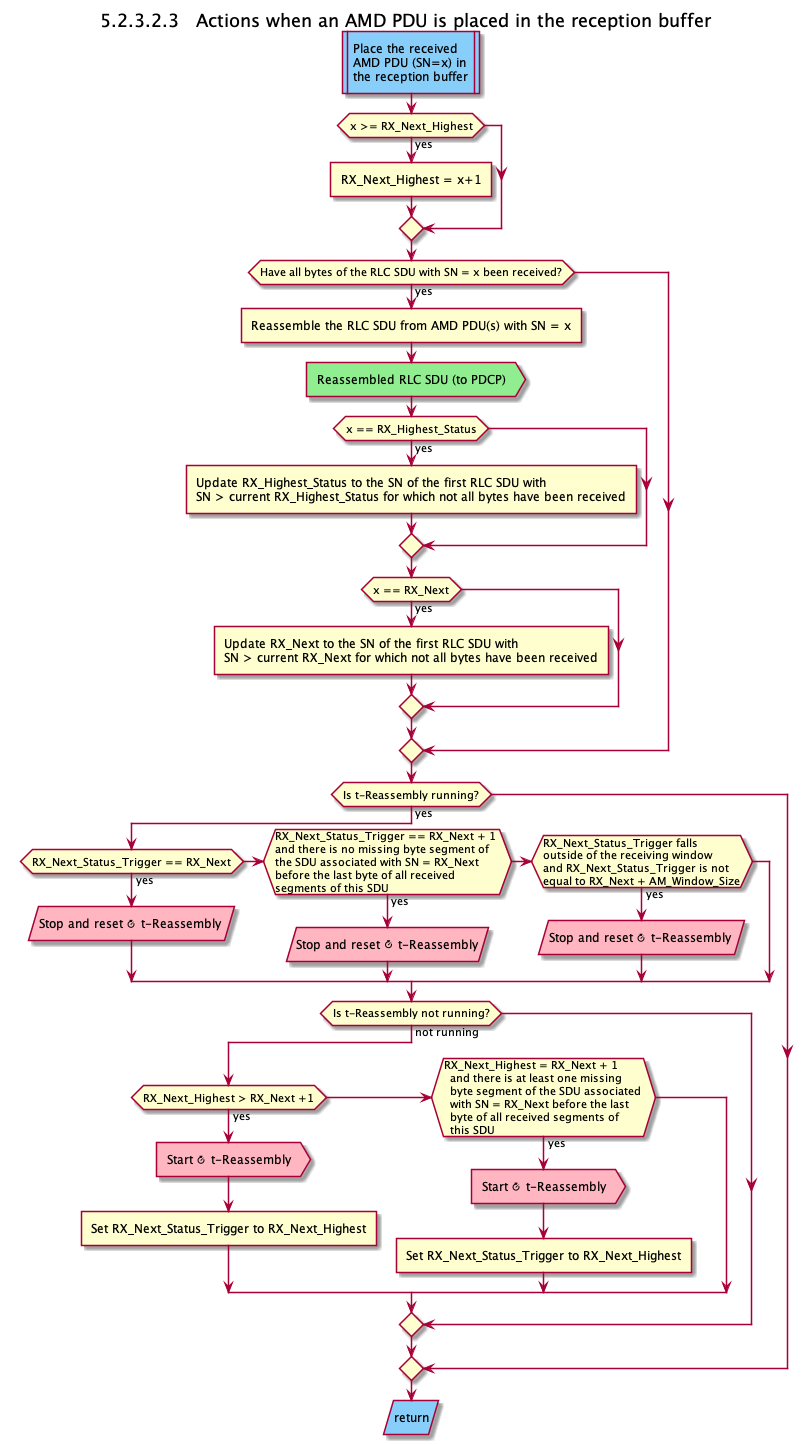 5.2.3.2.3 Actions when an AMD PDU is placed in the reception buffer
Place the received
AMD PDU (SN=x) in
the reception buffer
x >= RX_Next_Highest
yes
RX_Next_Highest = x+1
Have all bytes of the RLC SDU with SN = x been received?
yes
Reassemble the RLC SDU from AMD PDU(s) with SN = x
Reassembled RLC SDU (to PDCP)
x == RX_Highest_Status
yes
Update RX_Highest_Status to the SN of the first RLC SDU with
SN > current RX_Highest_Status for which not all bytes have been received
x == RX_Next
yes
Update RX_Next to the SN of the first RLC SDU with
SN > current RX_Next for which not all bytes have been received
Is t-Reassembly running?
yes
RX_Next_Status_Trigger == RX_Next
yes
Stop and reset ↻ t-Reassembly
RX_Next_Status_Trigger == RX_Next + 1
and there is no missing byte segment of
the SDU associated with SN = RX_Next
before the last byte of all received
segments of this SDU
yes
Stop and reset ↻ t-Reassembly
RX_Next_Status_Trigger falls
outside of the receiving window
and RX_Next_Status_Trigger is not
equal to RX_Next + AM_Window_Size
yes
Stop and reset ↻ t-Reassembly
Is t-Reassembly not running?
not running
RX_Next_Highest > RX_Next +1
yes
Start ↻ t-Reassembly
Set RX_Next_Status_Trigger to RX_Next_Highest
RX_Next_Highest = RX_Next + 1
and there is at least one missing
byte segment of the SDU associated
with SN = RX_Next before the last
byte of all received segments of
this SDU
yes
Start ↻ t-Reassembly
Set RX_Next_Status_Trigger to RX_Next_Highest
return